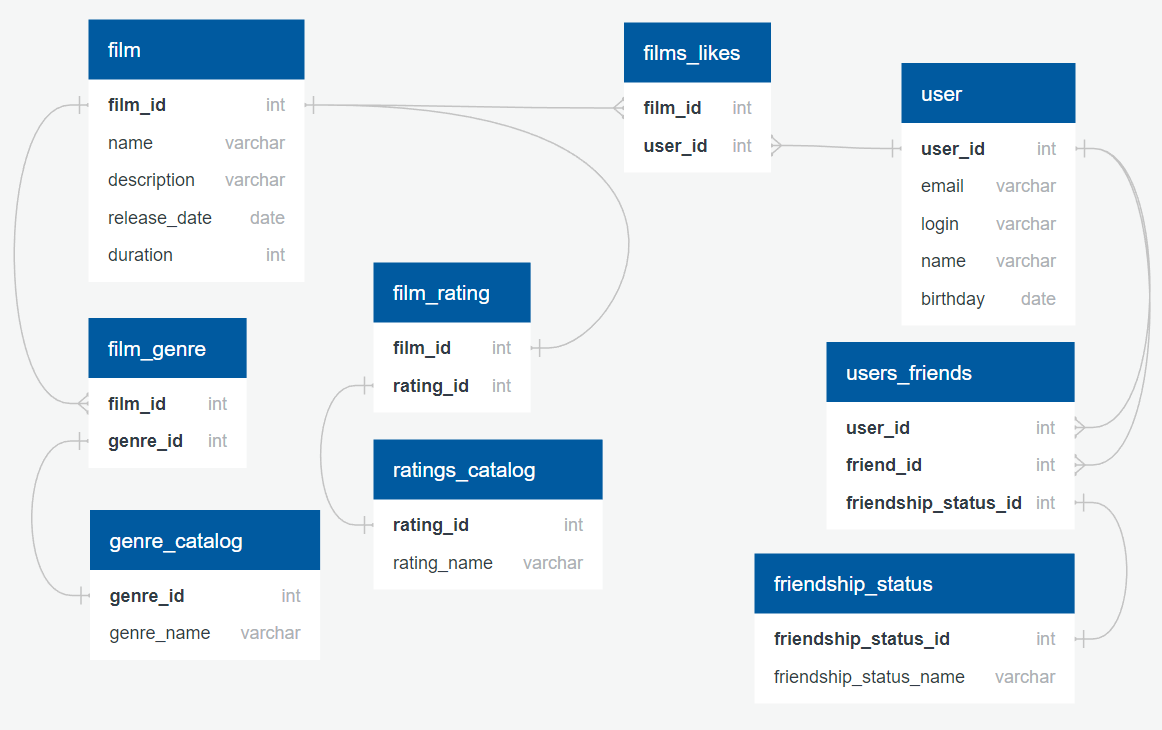 film
film_id int
name varchar
description varchar
release_date date
duration int
films_likes
film_id int
user_id int
user
user_id int
email varchar
login varchar
name varchar
birthday date
film_rating
film_id int
rating_id int
film_genre
film_id int
genre_id int
users_friends
user_id int
friend_id int
friendship_status_id int
ratings_catalog
rating_id int
rating_name varchar
genre_catalog
genre_id int
genre_name varchar
friendship_status
friendship_status_id int
friendship_status_name varchar